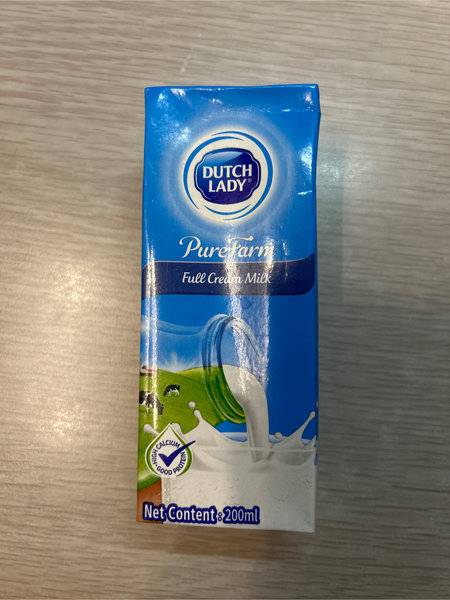 DUTCH
LADY®
PureFarm
Full Cream Milk
HIGH CALCIUM
GOOD PROTEIN
Net Content : 200ml